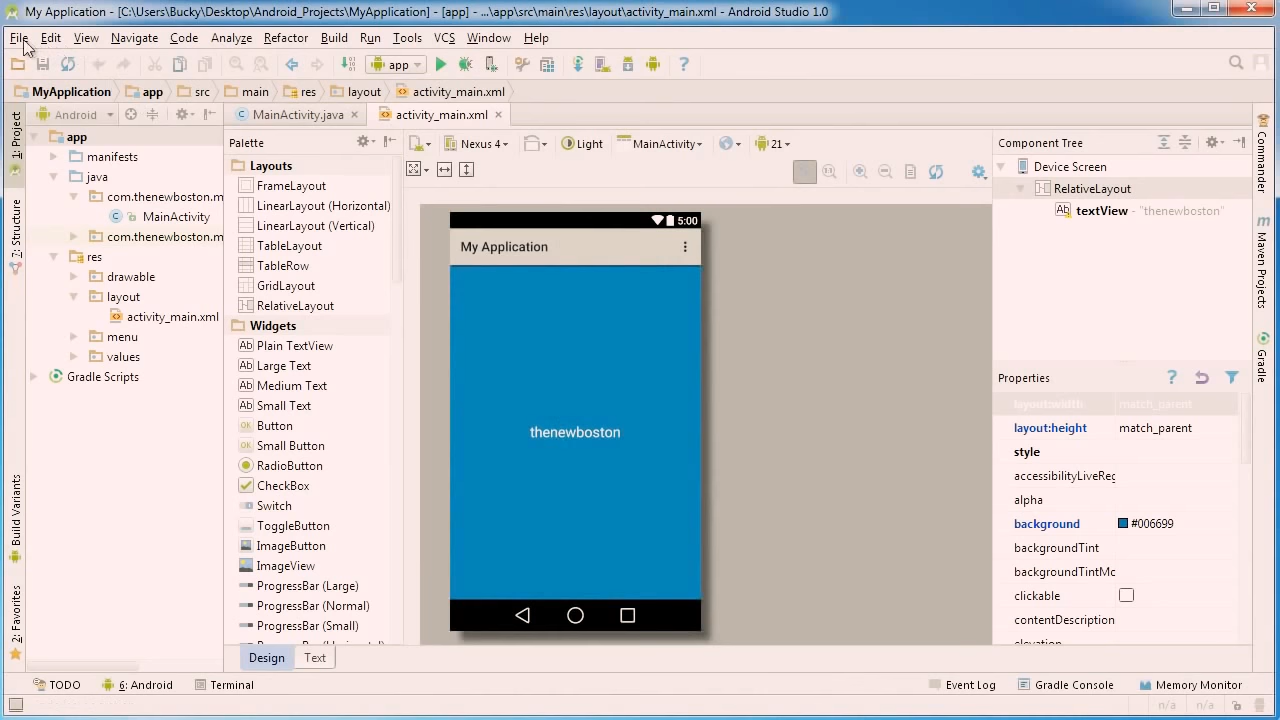 My Application - [C:\Users\Bucky\Desktop\Android_Projects\MyApplication] - [app] - ...\app\src\main\res\layout\activity_main.xml - Android Studio 1.0
File Edit View Navigate Code Analyze Refactor Build Run Tools VCS Window Help
app
MyApplication app src main res layout activity_main.xml
1: Project
7: Structure
Build Variants
2: Favorites
Android
app
manifests
java
com.thenewboston.m
MainActivity
com.thenewboston.m
res
drawable
layout
activity_main.xml
menu
values
Gradle Scripts
MainActivity.java activity_main.xml
Palette
Layouts
FrameLayout
LinearLayout (Horizontal)
LinearLayout (Vertical)
TableLayout
TableRow
GridLayout
RelativeLayout
Widgets
Plain TextView
Large Text
Medium Text
Small Text
Button
Small Button
RadioButton
CheckBox
Switch
ToggleButton
ImageButton
ImageView
ProgressBar (Large)
ProgressBar (Normal)
ProgressBar (Small)
Design Text
Nexus 4 Light MainActivity 21
5:00
My Application
thenewboston
Component Tree
Device Screen
RelativeLayout
textView - "thenewboston"
Properties
layout:width match_parent
layout:height match_parent
style
accessibilityLiveReg
alpha
background #006699
backgroundTint
backgroundTintMc
clickable
contentDescription
elevation
Commander
Maven Projects
Gradle
TODO 6: Android Terminal Event Log Gradle Console Memory Monitor
n/a n/a